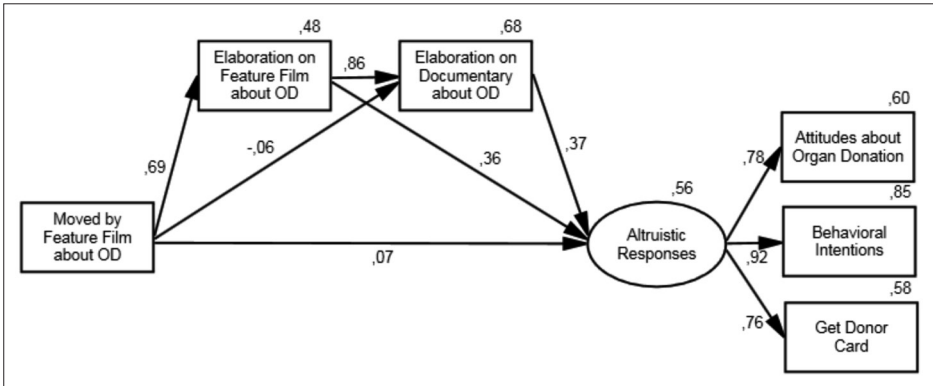 ,48
Elaboration on
Feature Film
about OD
,86
,68
Elaboration on
Documentary
about OD
,60
Attitudes about
Organ Donation
,69
-,06
,36
,37
,78
,56
,85
Moved by
Feature Film
about OD
,07
Altruistic
Responses
,92
Behavioral
Intentions
,58
,76
Get Donor
Card